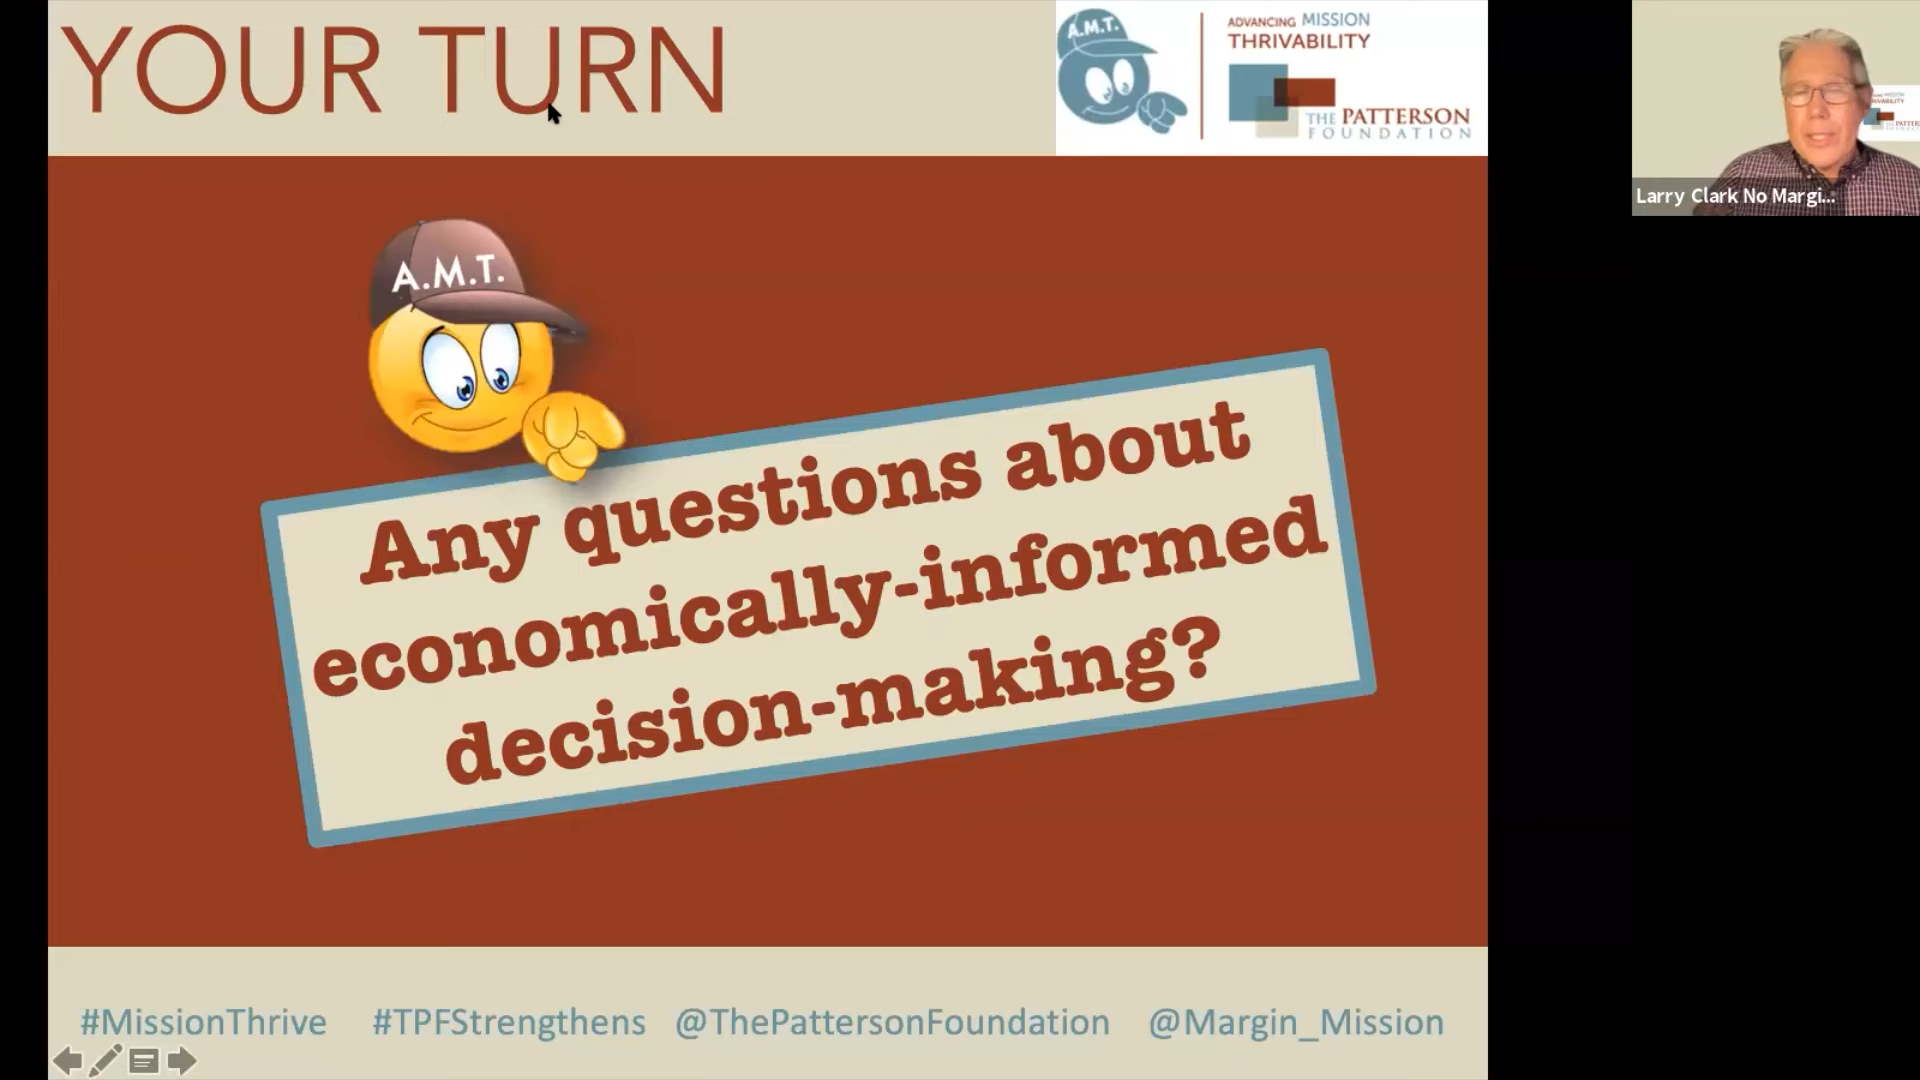 YOUR TURN
A.M.T.
ADVANCING MISSION
THRIVABILITY
THE PATTERSON
FOUNDATION
A.M.T.
Any questions about
economically-informed
decision-making?
#MissionThrive #TPFStrengthens @ThePattersonFoundation @Margin_Mission
Larry Clark No Margi...